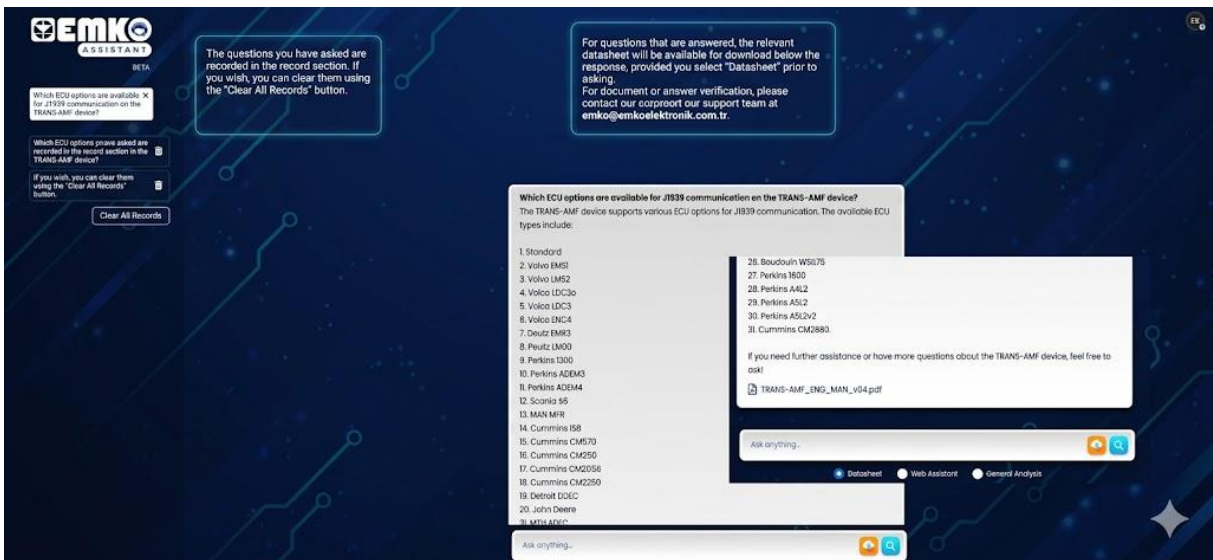 EMKO
ASSISTANT
BETA
Which ECU options are available
for J1939 communication on the
TRANS-AMF device?
Which ECU options pnave asked are
recorded in the record section in the
TRANS-AMF device?
If you wish, you can clear them
using the "Clear All Records"
button.
Clear All Records
The questions you have asked are
recorded in the record section. If
you wish, you can clear them using
the "Clear All Records" button.
For questions that are answered, the relevant
datasheet will be available for download below the
response, provided you select "Datasheet" prior to
asking.
For document or answer verification, please
contact our corpreort our support team at
emko@emkoelektronik.com.tr.
EK
Which ECU options are available for J1939 communication en the TRANS-AMF device?
The TRANS-AMF device supports various ECU options for J1939 communication. The available ECU
types include:
1. Standard
2. Volvo EMS1
3. Volvo LMS2
4. Volco LDC3o
5. Volco LDC3
6. Volco ENC4
7. Deutz EMR3
8. Peutz LM00
9. Perkins 1300
10. Perkins ADEM3
11. Perkins ADEM4
12. Scania S6
13. MAN MFR
14. Cummins IS8
15. Cummins CM570
16. Cummins CM250
17. Cummins CM2056
18. Cummins CM2250
19. Detroit DDEC
20. John Deere
31. MTH ADEC
Ask anything...
26. Boudouin WSII75
27. Perkins 1600
28. Perkins A4L2
29. Perkins A5L2
30. Perkins A5L2v2
31. Cummins CM2880.
If you need further assistance or have more questions about the TRANS-AMF device, feel free to
ask!
TRANS-AMF_ENG_MAN_v04.pdf
Ask anything...
Datasheet Web Assistant General Analysis